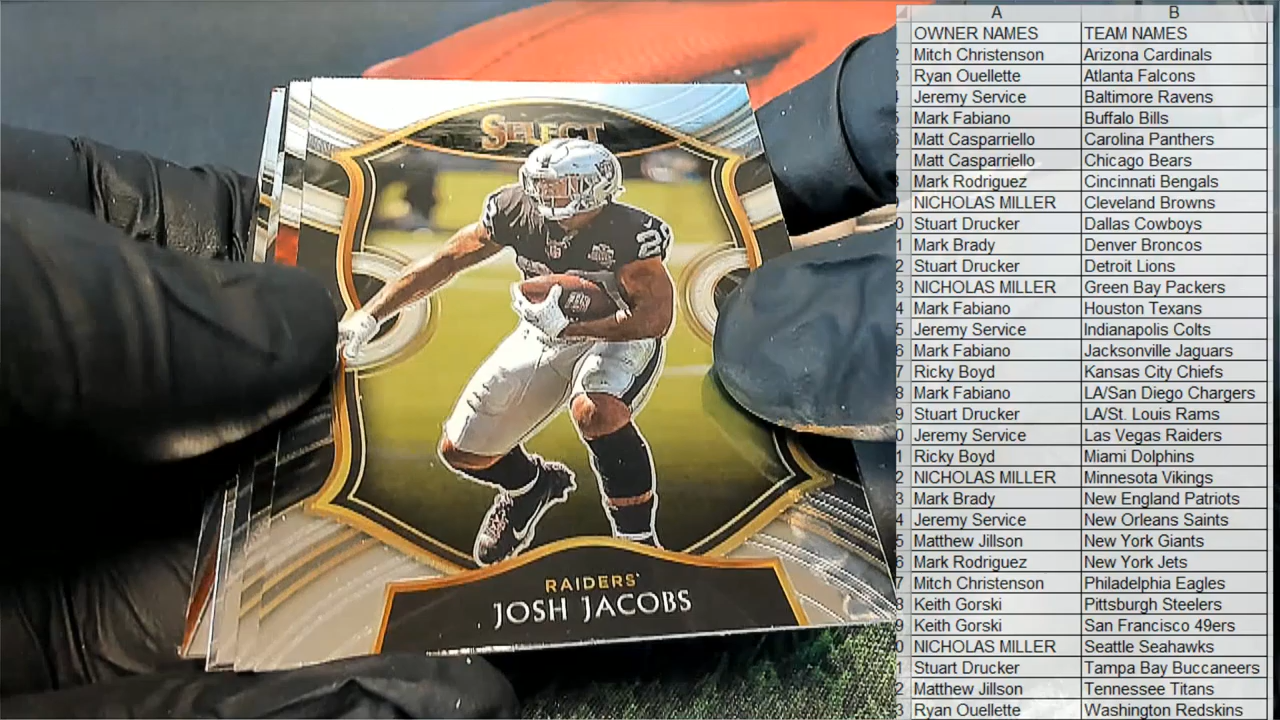 SELECT
RAIDERS
JOSH JACOBS
A B
OWNER NAMES TEAM NAMES
Mitch Christenson Arizona Cardinals
Ryan Ouellette Atlanta Falcons
Jeremy Service Baltimore Ravens
Mark Fabiano Buffalo Bills
Matt Casparriello Carolina Panthers
Matt Casparriello Chicago Bears
Mark Rodriguez Cincinnati Bengals
NICHOLAS MILLER Cleveland Browns
Stuart Drucker Dallas Cowboys
Mark Brady Denver Broncos
Stuart Drucker Detroit Lions
NICHOLAS MILLER Green Bay Packers
Mark Fabiano Houston Texans
Jeremy Service Indianapolis Colts
Mark Fabiano Jacksonville Jaguars
Ricky Boyd Kansas City Chiefs
Mark Fabiano LA/San Diego Chargers
Stuart Drucker LA/St. Louis Rams
Jeremy Service Las Vegas Raiders
Ricky Boyd Miami Dolphins
NICHOLAS MILLER Minnesota Vikings
Mark Brady New England Patriots
Jeremy Service New Orleans Saints
Matthew Jillson New York Giants
Mark Rodriguez New York Jets
Mitch Christenson Philadelphia Eagles
Keith Gorski Pittsburgh Steelers
Keith Gorski San Francisco 49ers
NICHOLAS MILLER Seattle Seahawks
Stuart Drucker Tampa Bay Buccaneers
Matthew Jillson Tennessee Titans
Ryan Ouellette Washington Redskins